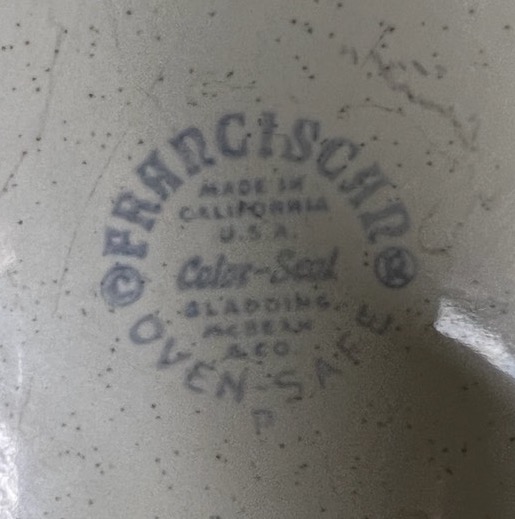 © FRANCISCAN ®
MADE IN
CALIFORNIA
U.S.A.
Color-Seal
GLADDING,
McBEAN
& CO.
OVEN-SAFE
P